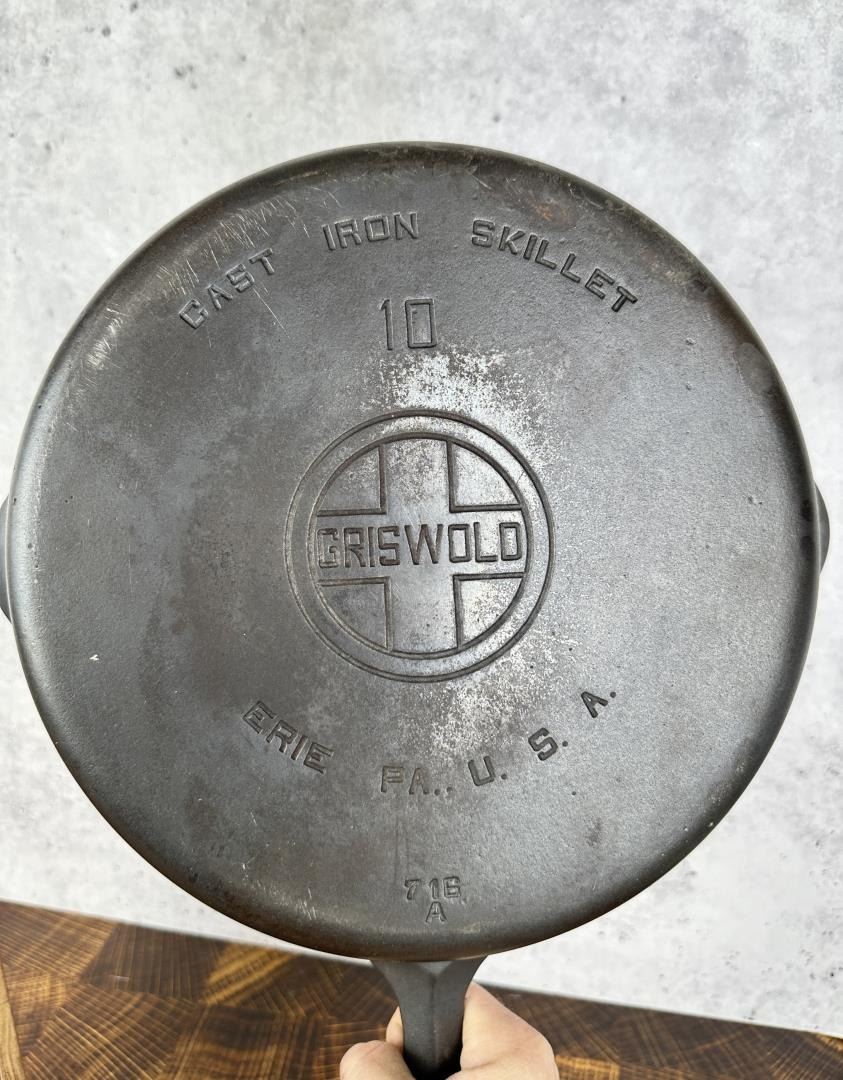 CAST IRON SKILLET
10
GRISWOLD
ERIE PA., U. S. A.
716
A